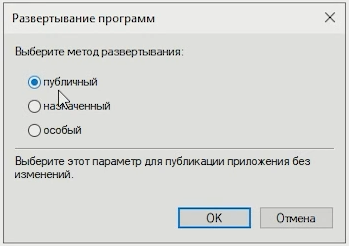 Развертывание программ
Выберите метод развертывания:
публичный
назначенный
особый
Выберите этот параметр для публикации приложения без
изменений.
OK
Отмена